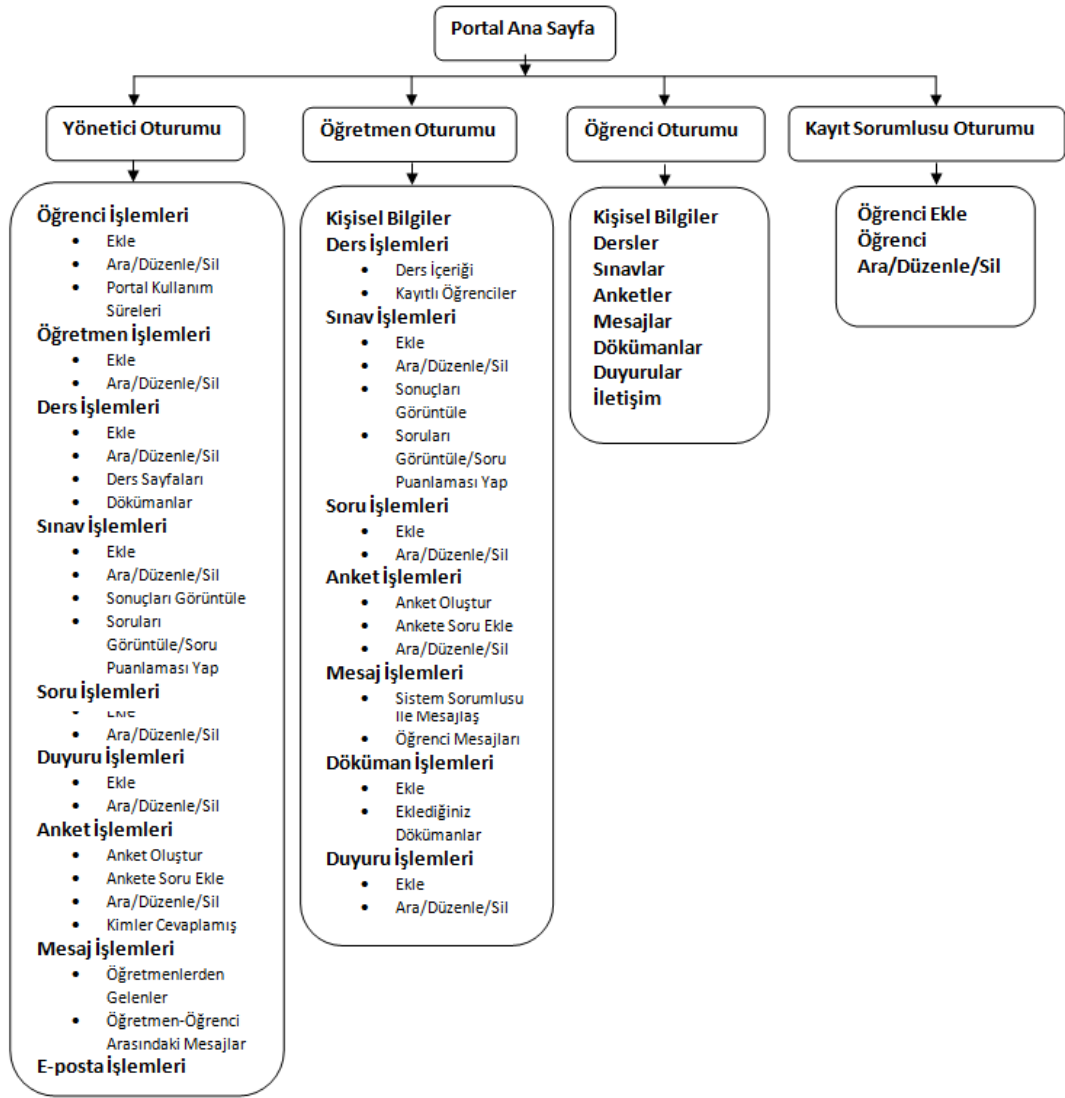 Portal Ana Sayfa
Yönetici Oturumu
Öğretmen Oturumu
Öğrenci Oturumu
Kayıt Sorumlusu Oturumu
Öğrenci İşlemleri
• Ekle
• Ara/Düzenle/Sil
• Portal Kullanım
Süreleri
Öğretmen İşlemleri
• Ekle
• Ara/Düzenle/Sil
Ders İşlemleri
• Ekle
• Ara/Düzenle/Sil
• Ders Sayfaları
• Dökümanlar
Sınav İşlemleri
• Ekle
• Ara/Düzenle/Sil
• Sonuçları Görüntüle
• Soruları
Görüntüle/Soru
Puanlaması Yap
Soru İşlemleri
• Ekle
• Ara/Düzenle/Sil
Duyuru İşlemleri
• Ekle
• Ara/Düzenle/Sil
Anket İşlemleri
• Anket Oluştur
• Ankete Soru Ekle
• Ara/Düzenle/Sil
• Kimler Cevaplamış
Mesaj İşlemleri
• Öğretmenlerden
Gelenler
• Öğretmen-Öğrenci
Arasındaki Mesajlar
E-posta İşlemleri
Kişisel Bilgiler
Ders İşlemleri
• Ders İçeriği
• Kayıtlı Öğrenciler
Sınav İşlemleri
• Ekle
• Ara/Düzenle/Sil
• Sonuçları
Görüntüle
• Soruları
Görüntüle/Soru
Puanlaması Yap
Soru İşlemleri
• Ekle
• Ara/Düzenle/Sil
Anket İşlemleri
• Anket Oluştur
• Ankete Soru Ekle
• Ara/Düzenle/Sil
Mesaj İşlemleri
• Sistem Sorumlusu
İle Mesajlaş
• Öğrenci Mesajları
Döküman İşlemleri
• Ekle
• Eklediğiniz
Dökümanlar
Duyuru İşlemleri
• Ekle
• Ara/Düzenle/Sil
Kişisel Bilgiler
Dersler
Sınavlar
Anketler
Mesajlar
Dökümanlar
Duyurular
İletişim
Öğrenci Ekle
Öğrenci
Ara/Düzenle/Sil